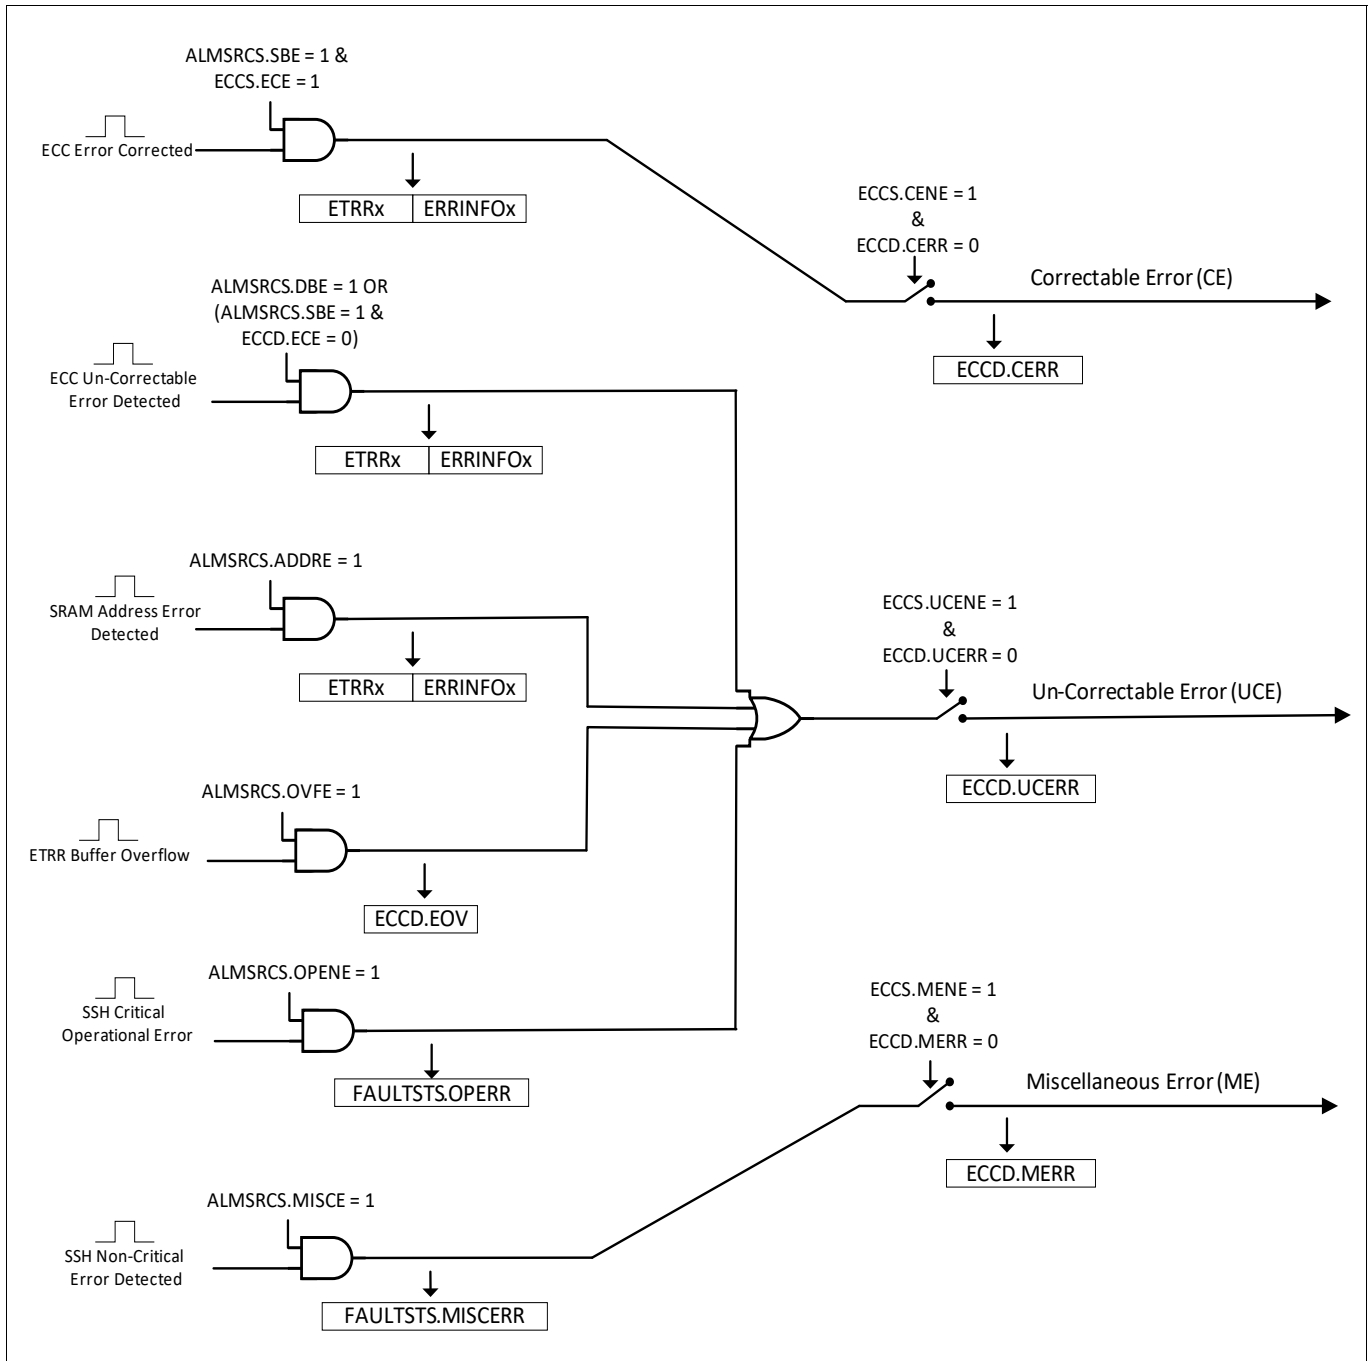 ALMSRCS.SBE = 1 &
ECCS.ECE = 1
ECC Error Corrected
ETRRx ERRINFOx
ECCS.CENE = 1
&
ECCD.CERR = 0
Correctable Error (CE)
ECCD.CERR
ALMSRCS.DBE = 1 OR
(ALMSRCS.SBE = 1 &
ECCD.ECE = 0)
ECC Un-Correctable
Error Detected
ETRRx ERRINFOx
ALMSRCS.ADDRE = 1
SRAM Address Error
Detected
ETRRx ERRINFOx
ECCS.UCENE = 1
&
ECCD.UCERR = 0
Un-Correctable Error (UCE)
ECCD.UCERR
ALMSRCS.OVFE = 1
ETRR Buffer Overflow
ECCD.EOV
ALMSRCS.OPENE = 1
SSH Critical
Operational Error
FAULTSTS.OPERR
ECCS.MENE = 1
&
ECCD.MERR = 0
Miscellaneous Error (ME)
ECCD.MERR
ALMSRCS.MISCE = 1
SSH Non-Critical
Error Detected
FAULTSTS.MISCERR